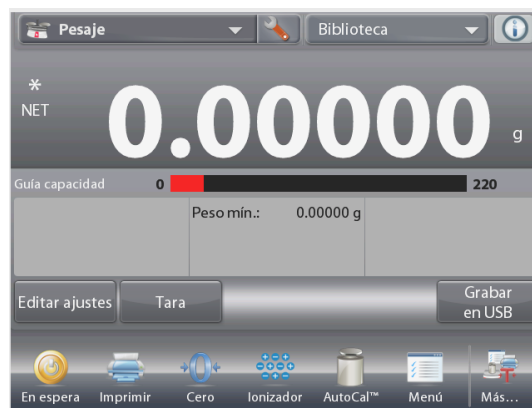 Pesaje
Biblioteca
*
NET
0.00000 g
Guía capacidad 0 220
Peso mín.: 0.00000 g
Editar ajustes
Tara
Grabar
en USB
En espera
Imprimir
Cero
Ionizador
AutoCal™
Menú
Más...